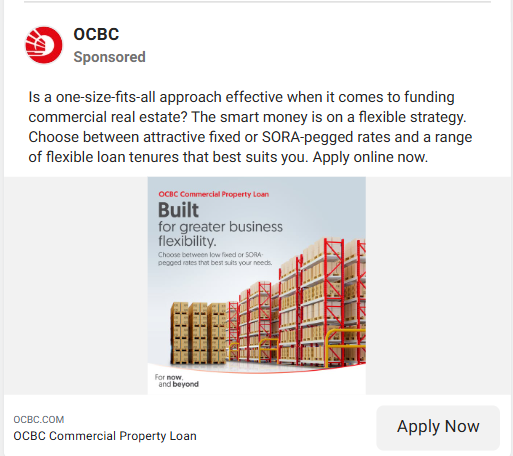 OCBC
Sponsored
Is a one-size-fits-all approach effective when it comes to funding
commercial real estate? The smart money is on a flexible strategy.
Choose between attractive fixed or SORA-pegged rates and a range
of flexible loan tenures that best suits you. Apply online now.
OCBC Commercial Property Loan
Built
for greater business
flexibility.
Choose between low fixed or SORA-
pegged rates that best suits your needs.
For now,
and beyond
OCBC.COM
OCBC Commercial Property Loan
Apply Now